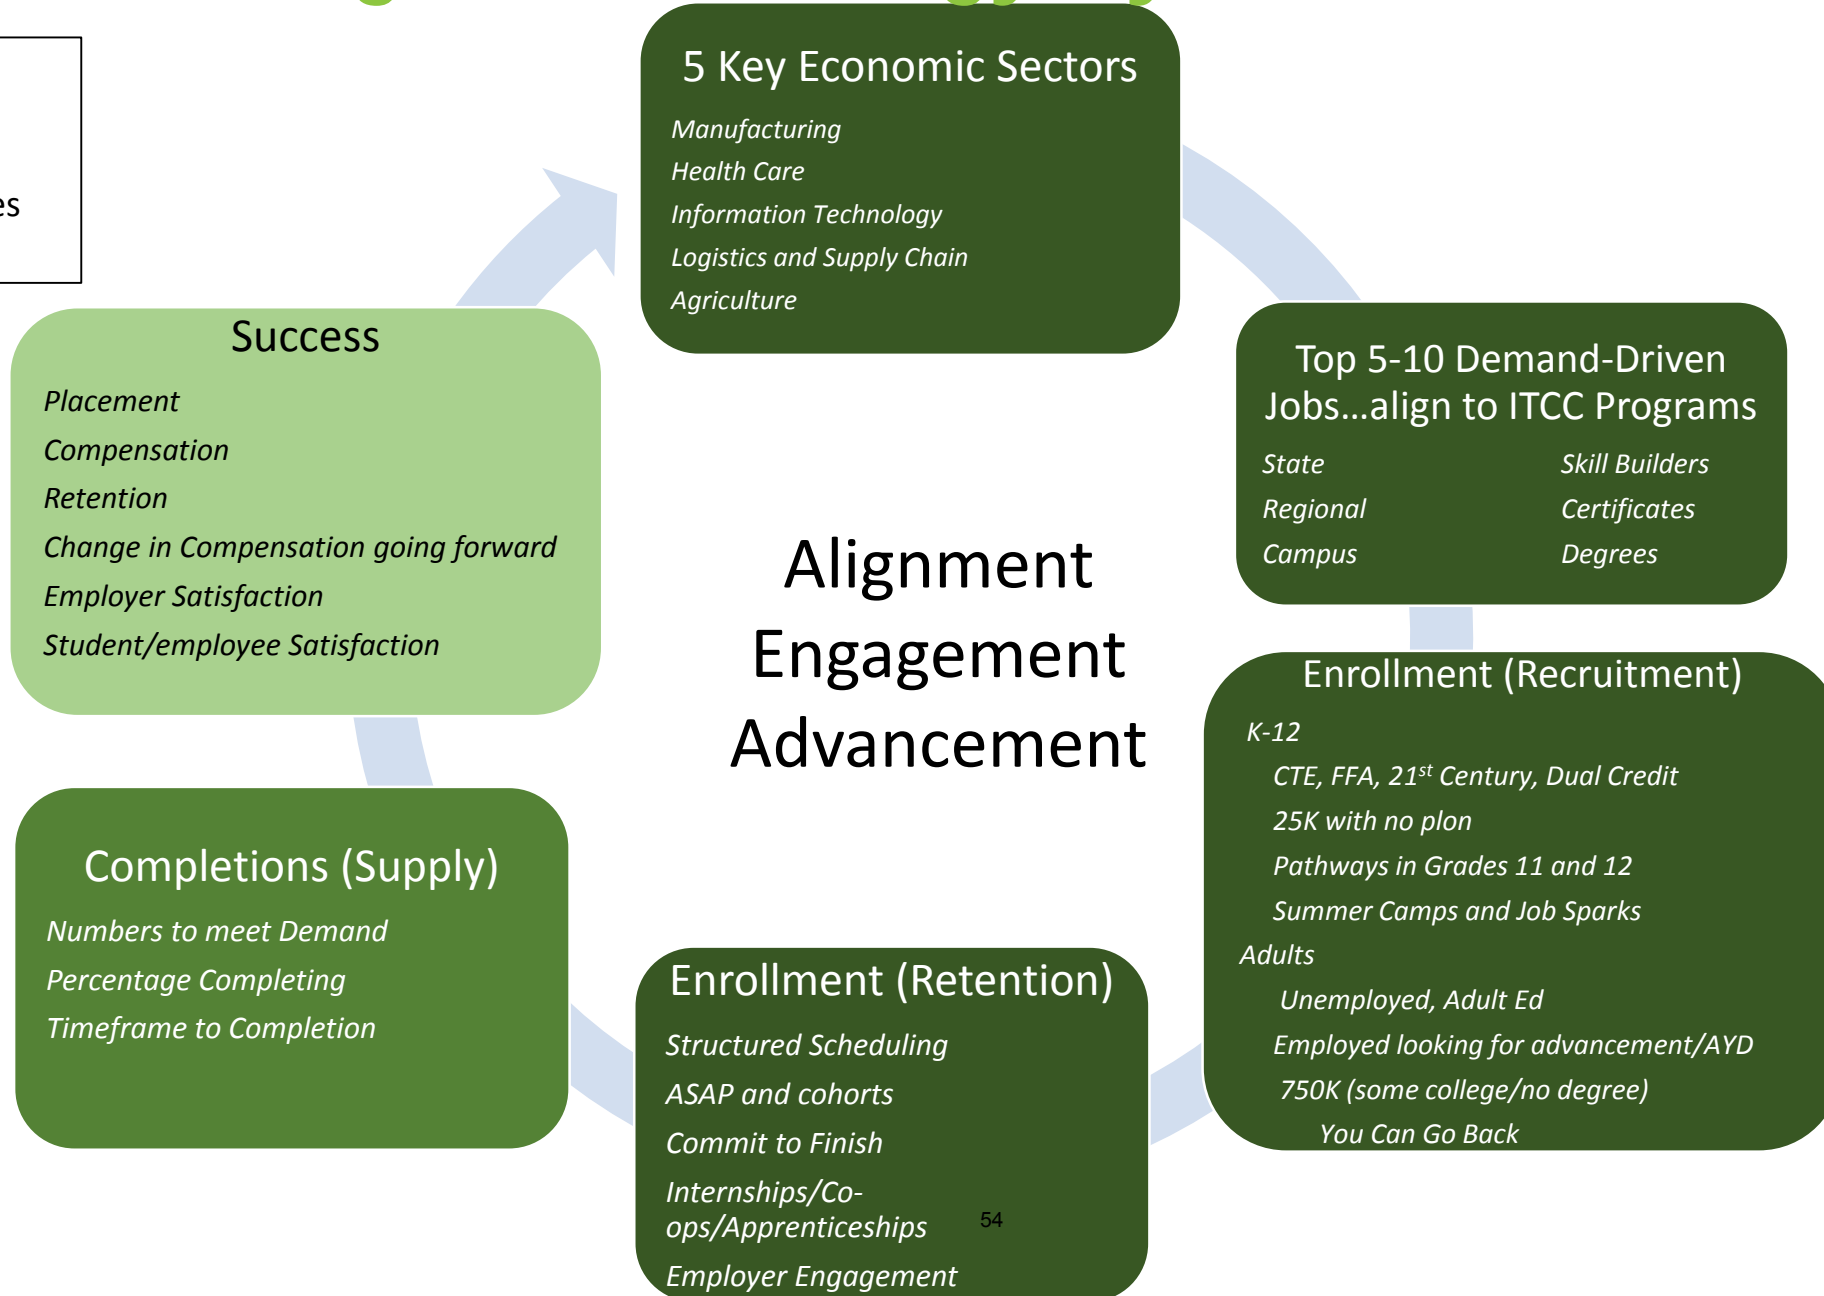 es
5 Key Economic Sectors
Manufacturing
Health Care
Information Technology
Logistics and Supply Chain
Agriculture
Top 5-10 Demand-Driven
Jobs…align to ITCC Programs
State Skill Builders
Regional Certificates
Campus Degrees
Enrollment (Recruitment)
K-12
CTE, FFA, 21st Century, Dual Credit
25K with no plon
Pathways in Grades 11 and 12
Summer Camps and Job Sparks
Adults
Unemployed, Adult Ed
Employed looking for advancement/AYD
750K (some college/no degree)
You Can Go Back
Enrollment (Retention)
Structured Scheduling
ASAP and cohorts
Commit to Finish
Internships/Co-
ops/Apprenticeships
Employer Engagement
54
Completions (Supply)
Numbers to meet Demand
Percentage Completing
Timeframe to Completion
Success
Placement
Compensation
Retention
Change in Compensation going forward
Employer Satisfaction
Student/employee Satisfaction
Alignment
Engagement
Advancement